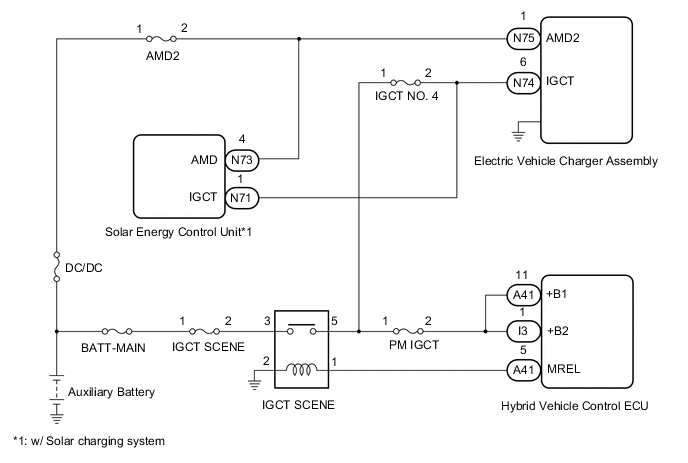 1
1 2
N75 AMD2
AMD2
6
1 2
N74 IGCT
IGCT NO. 4
4
AMD N73
Electric Vehicle Charger Assembly
1
IGCT N71
Solar Energy Control Unit*1
DC/DC
11
A41 +B1
1
1 2 3 5 1 2
I3 +B2
BATT-MAIN IGCT SCENE PM IGCT
5
2 1
A41 MREL
Auxiliary Battery
IGCT SCENE
Hybrid Vehicle Control ECU
*1: w/ Solar charging system